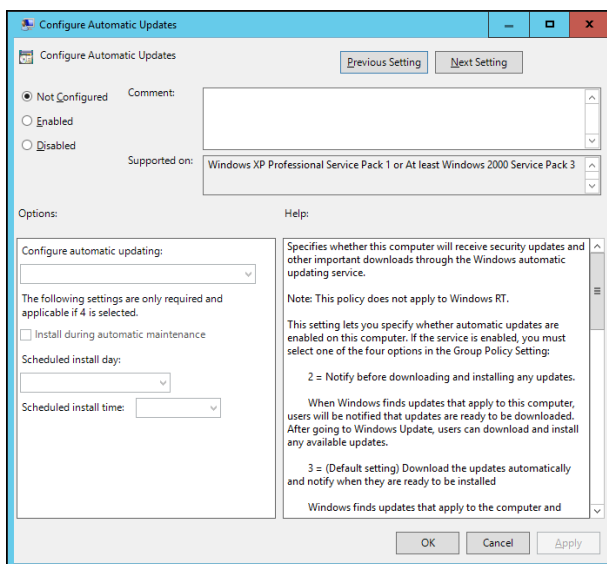 Configure Automatic Updates
Configure Automatic Updates
Previous Setting
Next Setting
Not Configured
Comment:
Enabled
Disabled
Supported on:
Windows XP Professional Service Pack 1 or At least Windows 2000 Service Pack 3
Options:
Help:
Configure automatic updating:
The following settings are only required and
applicable if 4 is selected.
Install during automatic maintenance
Scheduled install day:
Scheduled install time:
Specifies whether this computer will receive security updates and
other important downloads through the Windows automatic
updating service.
Note: This policy does not apply to Windows RT.
This setting lets you specify whether automatic updates are
enabled on this computer. If the service is enabled, you must
select one of the four options in the Group Policy Setting:
2 = Notify before downloading and installing any updates.
When Windows finds updates that apply to this computer,
users will be notified that updates are ready to be downloaded.
After going to Windows Update, users can download and install
any available updates.
3 = (Default setting) Download the updates automatically
and notify when they are ready to be installed
Windows finds updates that apply to the computer and
OK
Cancel
Apply